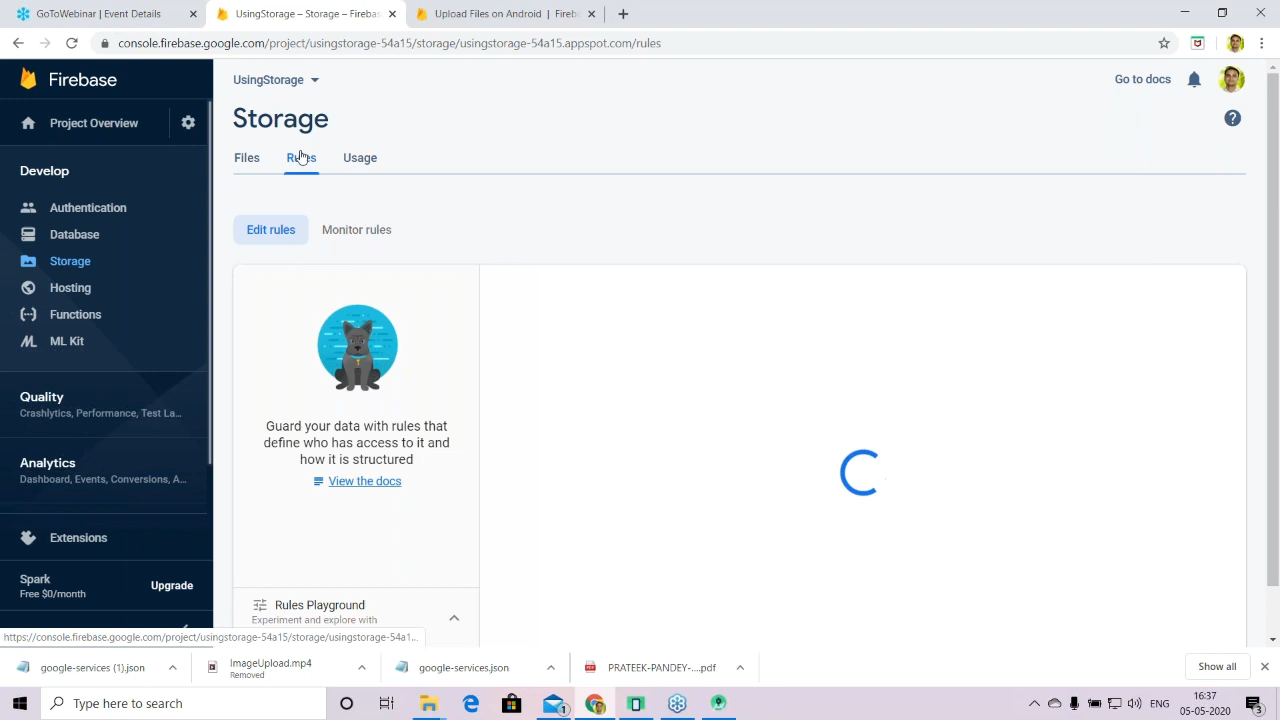 GoToWebinar | Event Details
UsingStorage – Storage – Firebas
Upload Files on Android | Fireb
console.firebase.google.com/project/usingstorage-54a15/storage/usingstorage-54a15.appspot.com/rules
Firebase
UsingStorage
Go to docs
Project Overview
Storage
Files
Rules
Usage
Develop
Authentication
Database
Storage
Hosting
Functions
ML Kit
Edit rules
Monitor rules
Guard your data with rules that
define who has access to it and
how it is structured
View the docs
Quality
Crashlytics, Performance, Test La...
Analytics
Dashboard, Events, Conversions, A...
Extensions
Spark
Free $0/month
Upgrade
Rules Playground
Experiment and explore with
https://console.firebase.google.com/project/usingstorage-54a15/storage/usingstorage-54a1...
google-services (1).json
ImageUpload.mp4
Removed
google-services.json
PRATEEK-PANDEY-....pdf
Show all
Type here to search
1
ENG
16:37
05-05-2020
3